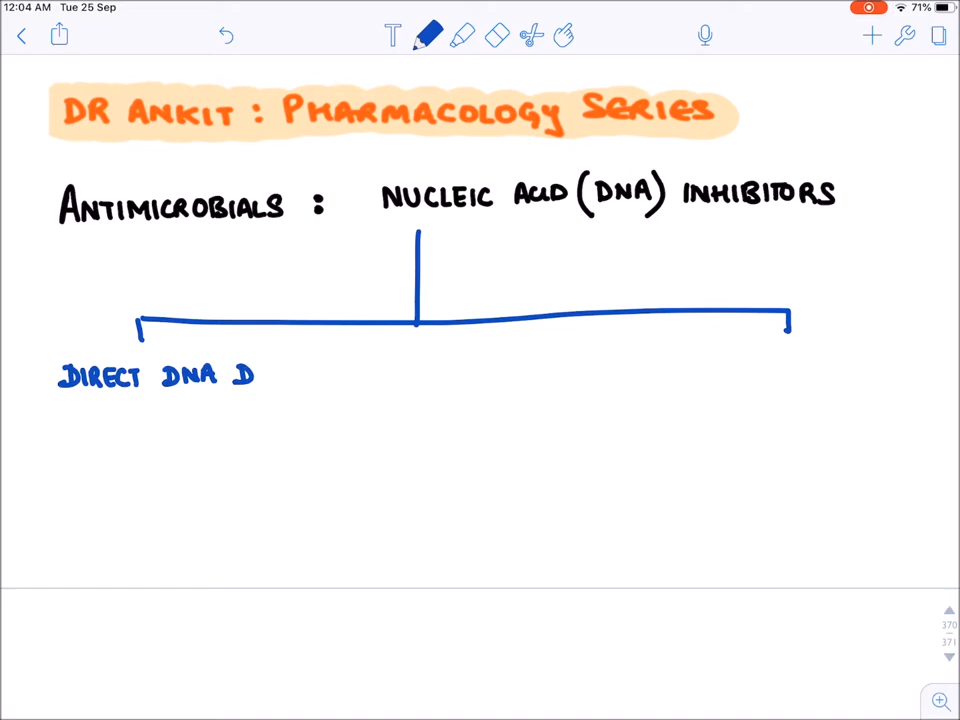 12:04 AM Tue 25 Sep 71%
T
DR ANKIT : PHARMACOLOGY SERIES
ANTIMICROBIALS : NUCLEIC ACID (DNA) INHIBITORS
DIRECT DNA D
370
371